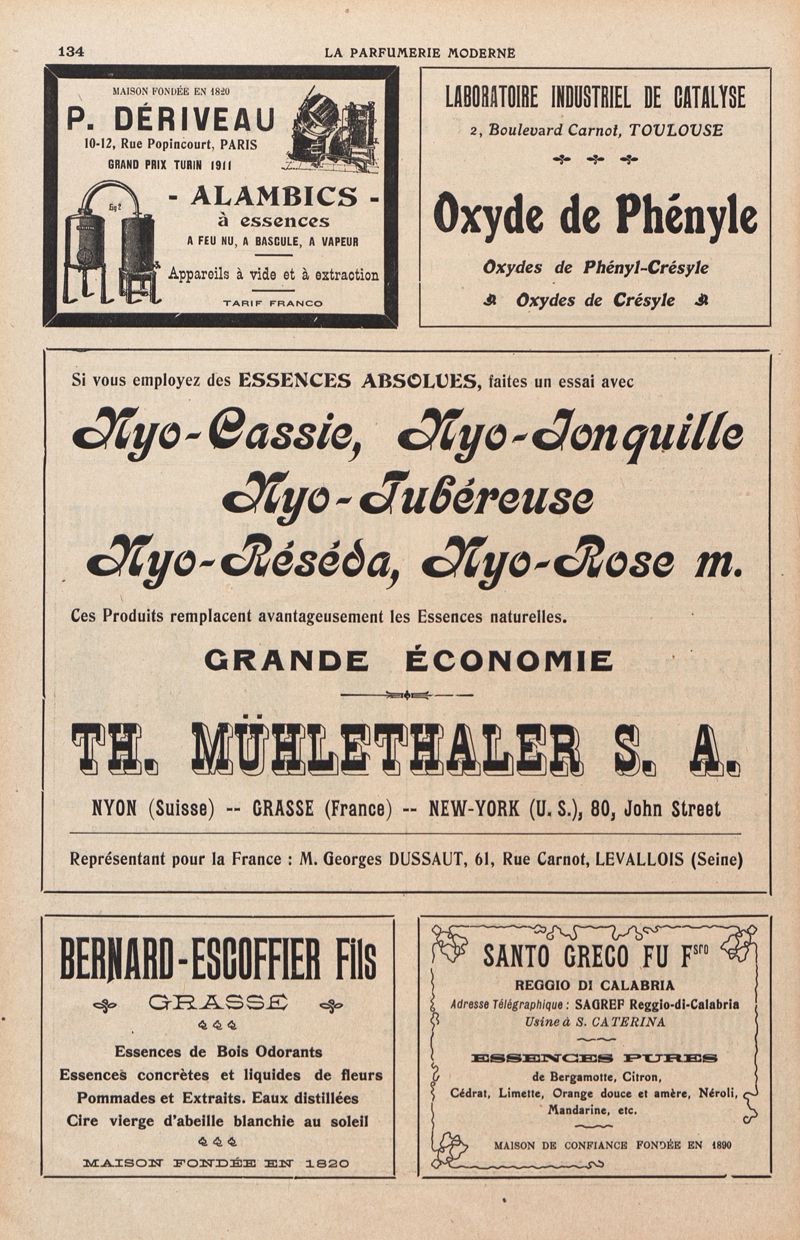 134
LA PARFUMERIE MODERNE
MAISON FONDÉE EN 1820
P. DÉRIVEAU
10-12, Rue Popincourt, PARIS
GRAND PRIX TURIN 1911
Fig 2
- ALAMBICS -
à essences
A FEU NU, A BASCULE, A VAPEUR
Appareils à vide et à extraction
TARIF FRANCO
LABORATOIRE INDUSTRIEL DE CATALYSE
2, Boulevard Carnot, TOULOUSE
Oxyde de Phényle
Oxydes de Phényl-Crésyle
Oxydes de Crésyle
Si vous employez des ESSENCES ABSOLUES, faites un essai avec
Nyo-Cassie, Nyo-Jonquille
Nyo-Tubéreuse
Nyo-Réséda, Nyo-Rose m.
Ces Produits remplacent avantageusement les Essences naturelles.
GRANDE ÉCONOMIE
TH. MÜHLETHALER S. A.
NYON (Suisse) -- GRASSE (France) -- NEW-YORK (U. S.), 80, John Street
Représentant pour la France : M. Georges DUSSAUT, 61, Rue Carnot, LEVALLOIS (Seine)
BERNARD-ESCOFFIER Fils
GRASSE
Essences de Bois Odorants
Essences concrètes et liquides de fleurs
Pommades et Extraits. Eaux distillées
Cire vierge d'abeille blanchie au soleil
MAISON FONDÉE EN 1820
SANTO GRECO FU Fsco
REGGIO DI CALABRIA
Adresse Télégraphique : SAGREF Reggio-di-Calabria
Usine à S. CATERINA
ESSENCES PURES
de Bergamotte, Citron,
Cédrat, Limette, Orange douce et amère, Néroli,
Mandarine, etc.
MAISON DE CONFIANCE FONDÉE EN 1890